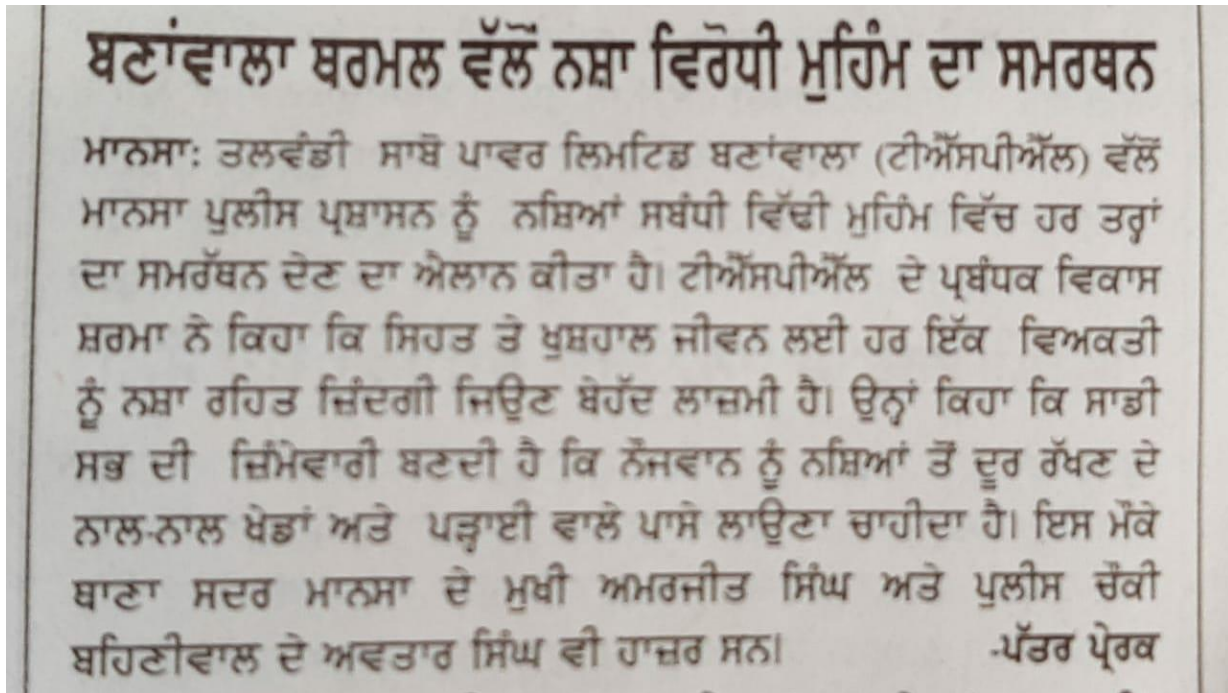 ਬਣਾਂਵਾਲਾ ਥਰਮਲ ਵੱਲੋਂ ਨਸ਼ਾ ਵਿਰੋਧੀ ਮੁਹਿੰਮ ਦਾ ਸਮਰਥਨ
ਮਾਨਸਾ: ਤਲਵੰਡੀ ਸਾਬੋ ਪਾਵਰ ਲਿਮਟਿਡ ਬਣਾਂਵਾਲਾ (ਟੀਐੱਸਪੀਐੱਲ) ਵੱਲੋਂ
ਮਾਨਸਾ ਪੁਲੀਸ ਪ੍ਰਸ਼ਾਸਨ ਨੂੰ ਨਸ਼ਿਆਂ ਸਬੰਧੀ ਵਿੱਢੀ ਮੁਹਿੰਮ ਵਿੱਚ ਹਰ ਤਰ੍ਹਾਂ
ਦਾ ਸਮਰੱਥਨ ਦੇਣ ਦਾ ਐਲਾਨ ਕੀਤਾ ਹੈ। ਟੀਐੱਸਪੀਐੱਲ ਦੇ ਪ੍ਰਬੰਧਕ ਵਿਕਾਸ
ਸ਼ਰਮਾ ਨੇ ਕਿਹਾ ਕਿ ਸਿਹਤ ਤੇ ਖੁਸ਼ਹਾਲ ਜੀਵਨ ਲਈ ਹਰ ਇੱਕ ਵਿਅਕਤੀ
ਨੂੰ ਨਸ਼ਾ ਰਹਿਤ ਜ਼ਿੰਦਗੀ ਜਿਉਣ ਬੇਹੱਦ ਲਾਜ਼ਮੀ ਹੈ। ਉਨ੍ਹਾਂ ਕਿਹਾ ਕਿ ਸਾਡੀ
ਸਭ ਦੀ ਜ਼ਿੰਮੇਵਾਰੀ ਬਣਦੀ ਹੈ ਕਿ ਨੌਜਵਾਨ ਨੂੰ ਨਸ਼ਿਆਂ ਤੋਂ ਦੂਰ ਰੱਖਣ ਦੇ
ਨਾਲ-ਨਾਲ ਖੇਡਾਂ ਅਤੇ ਪੜ੍ਹਾਈ ਵਾਲੇ ਪਾਸੇ ਲਾਉਣਾ ਚਾਹੀਦਾ ਹੈ। ਇਸ ਮੌਕੇ
ਥਾਣਾ ਸਦਰ ਮਾਨਸਾ ਦੇ ਮੁਖੀ ਅਮਰਜੀਤ ਸਿੰਘ ਅਤੇ ਪੁਲੀਸ ਚੌਕੀ
ਬਹਿਣੀਵਾਲ ਦੇ ਅਵਤਾਰ ਸਿੰਘ ਵੀ ਹਾਜ਼ਰ ਸਨ। -ਪੱਤਰ ਪ੍ਰੇਰਕ